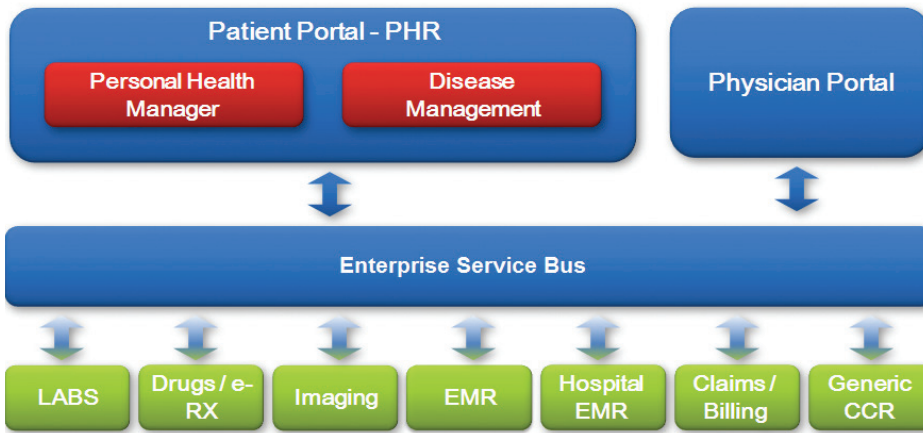 Patient Portal - PHR
Personal Health
Manager
Disease
Management
Physician Portal
Enterprise Service Bus
LABS
Drugs / e-
RX
Imaging
EMR
Hospital
EMR
Claims /
Billing
Generic
CCR